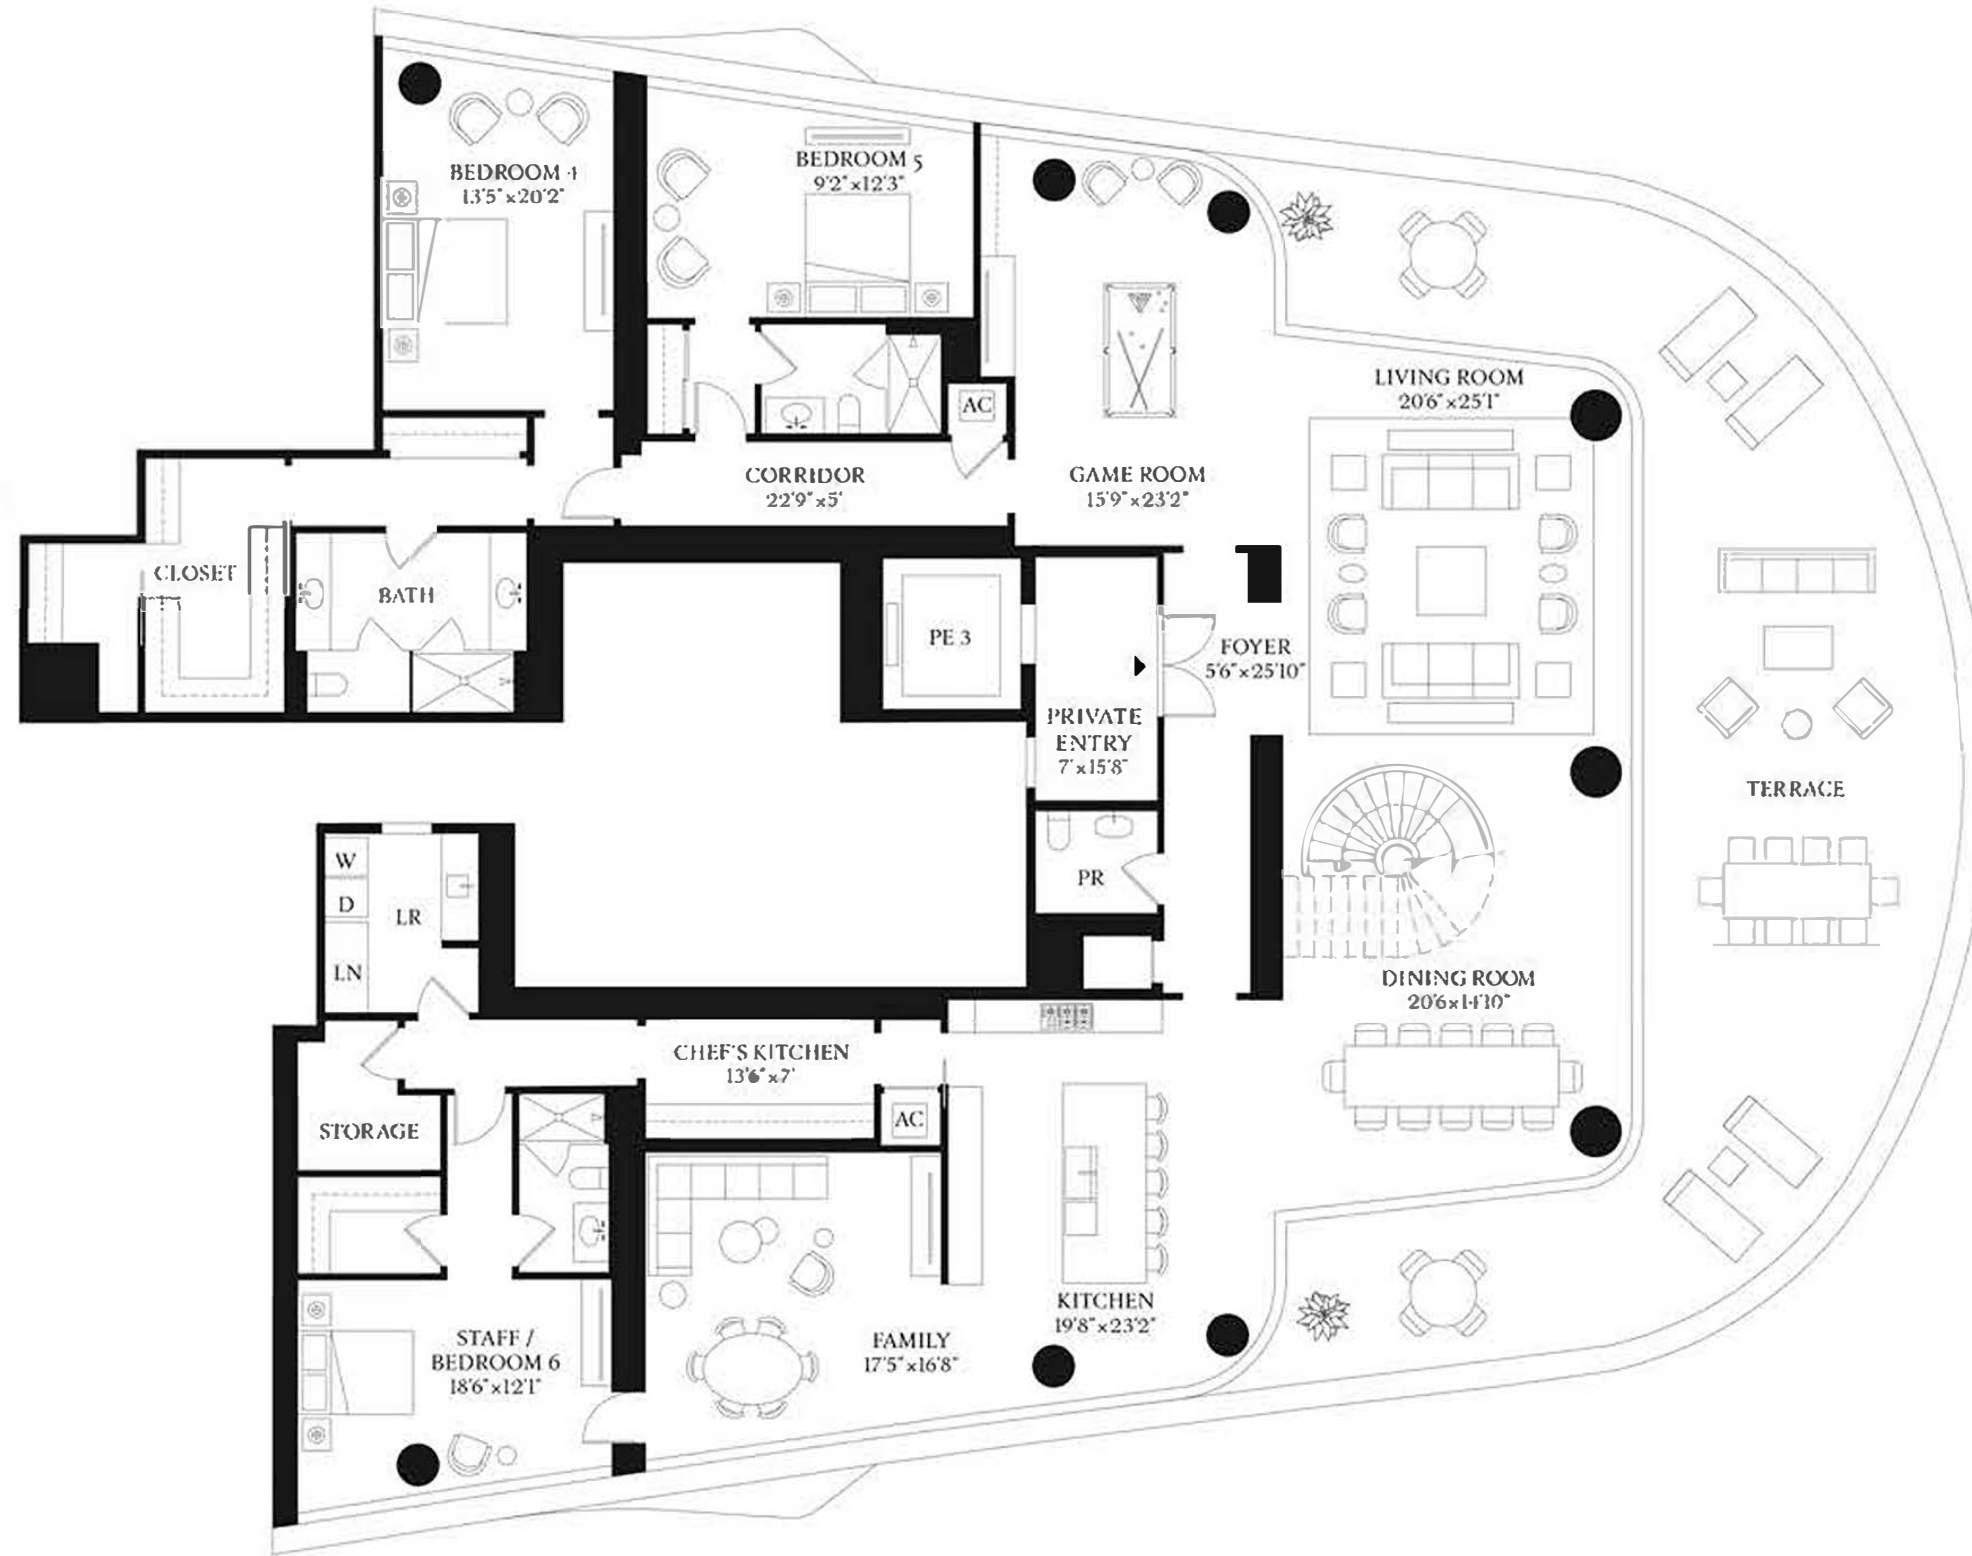 BEDROOM 4
13'5" x 20'2"
BEDROOM 5
9'2" x 12'3"
LIVING ROOM
20'6" x 25'1"
AC
CORRIDOR
22'9" x 5'
GAME ROOM
15'9" x 23'2"
CLOSET
BATH
PE 3
FOYER
5'6" x 25'10"
PRIVATE
ENTRY
7' x 15'8"
TERRACE
W
D
LR
LN
PR
DINING ROOM
20'6 x 14'10"
CHEF'S KITCHEN
13'6" x 7'
AC
STORAGE
KITCHEN
19'8" x 23'2"
STAFF /
BEDROOM 6
18'6" x 12'1"
FAMILY
17'5" x 16'8"